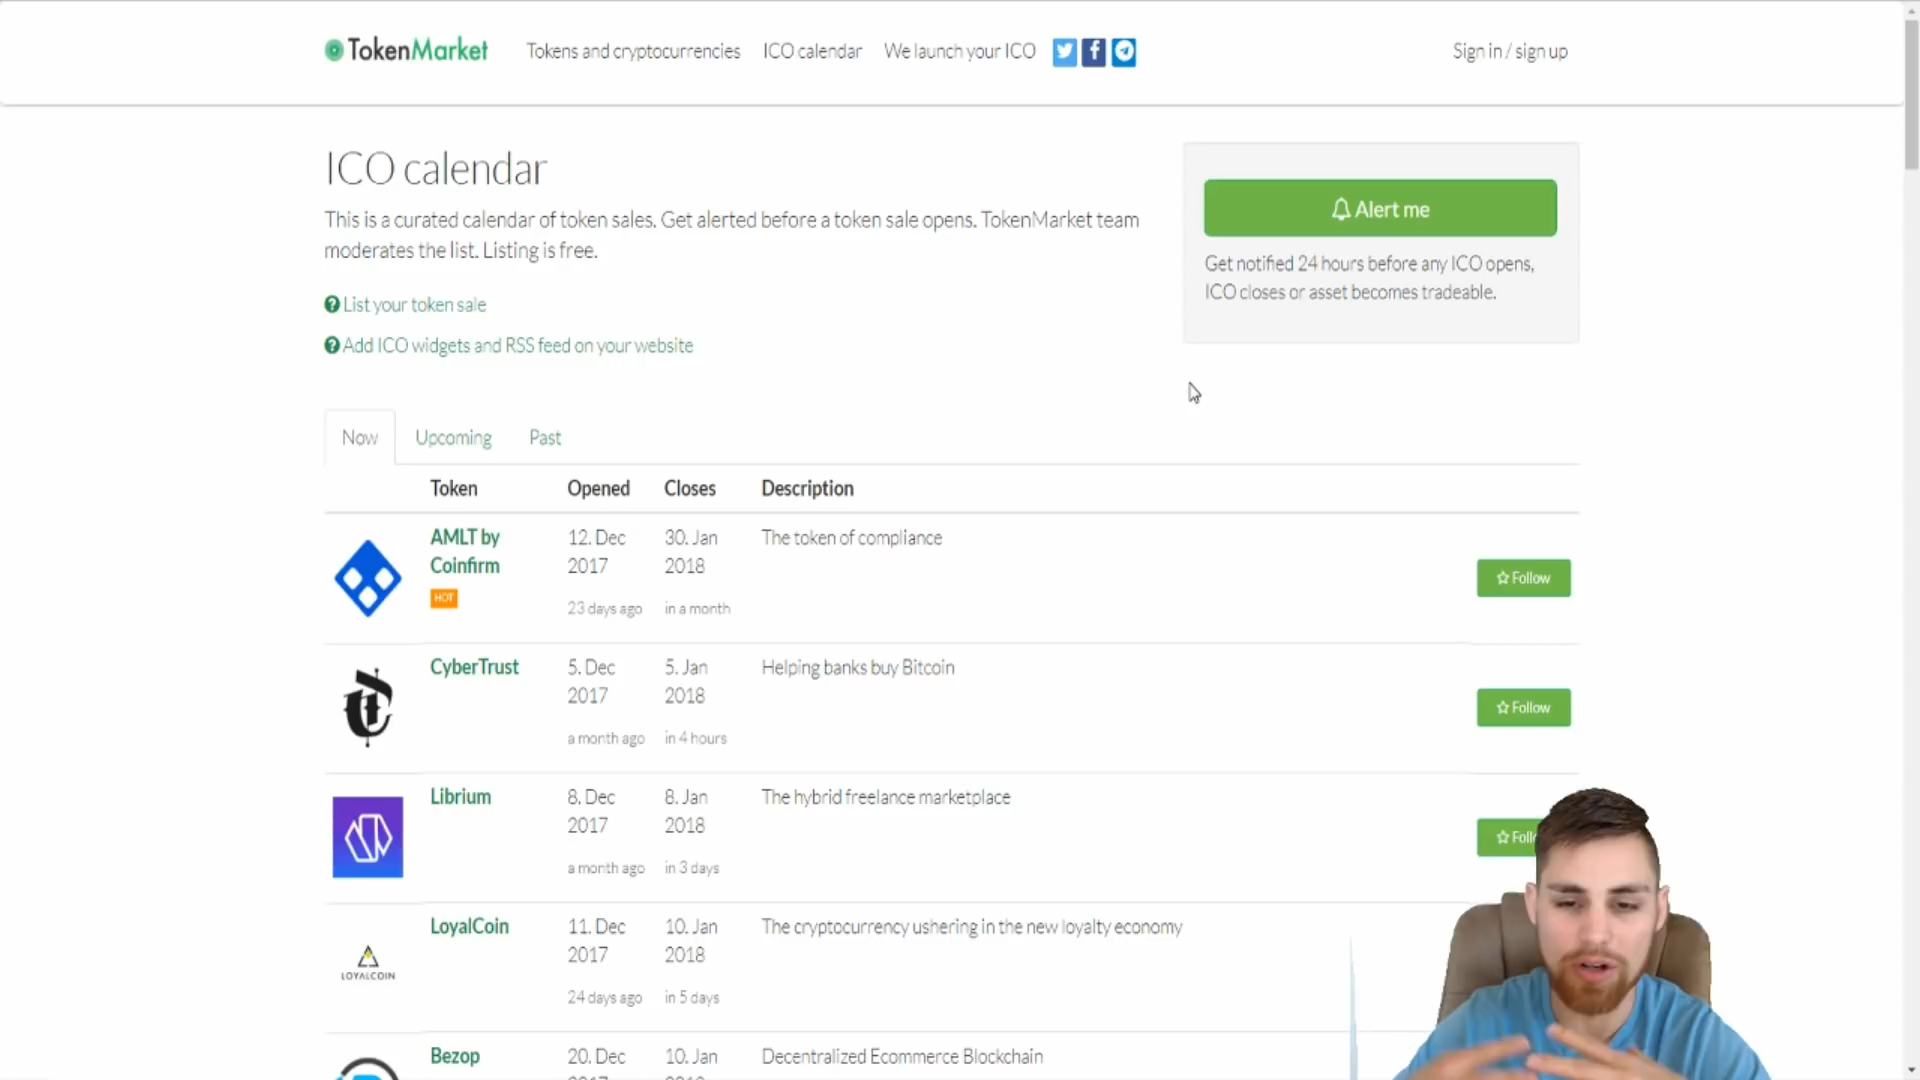 TokenMarket
Tokens and cryptocurrencies
ICO calendar
We launch your ICO
Sign in / sign up
ICO calendar
This is a curated calendar of token sales. Get alerted before a token sale opens. TokenMarket team
moderates the list. Listing is free.
List your token sale
Add ICO widgets and RSS feed on your website
Alert me
Get notified 24 hours before any ICO opens,
ICO closes or asset becomes tradeable.
Now
Upcoming
Past
Token Opened Closes Description
AMLT by
Coinfirm
HOT
12. Dec
2017
23 days ago
30. Jan
2018
in a month
The token of compliance
Follow
CyberTrust
5. Dec
2017
a month ago
5. Jan
2018
in 4 hours
Helping banks buy Bitcoin
Follow
Librium
8. Dec
2017
a month ago
8. Jan
2018
in 3 days
The hybrid freelance marketplace
Foll
LOYALCOIN
LoyalCoin
11. Dec
2017
24 days ago
10. Jan
2018
in 5 days
The cryptocurrency ushering in the new loyalty economy
Bezop
20. Dec
10. Jan
Decentralized Ecommerce Blockchain